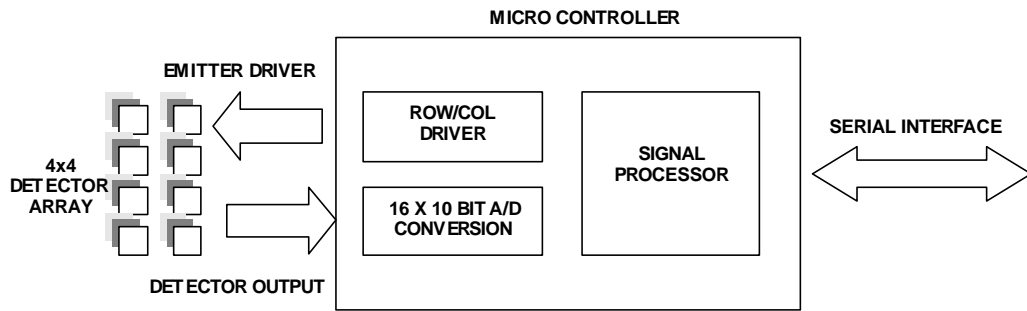 MICRO CONTROLLER
EMITTER DRIVER
4x4
DETECTOR
ARRAY
ROW/COL
DRIVER
16 X 10 BIT A/D
CONVERSION
SIGNAL
PROCESSOR
SERIAL INTERFACE
DETECTOR OUTPUT